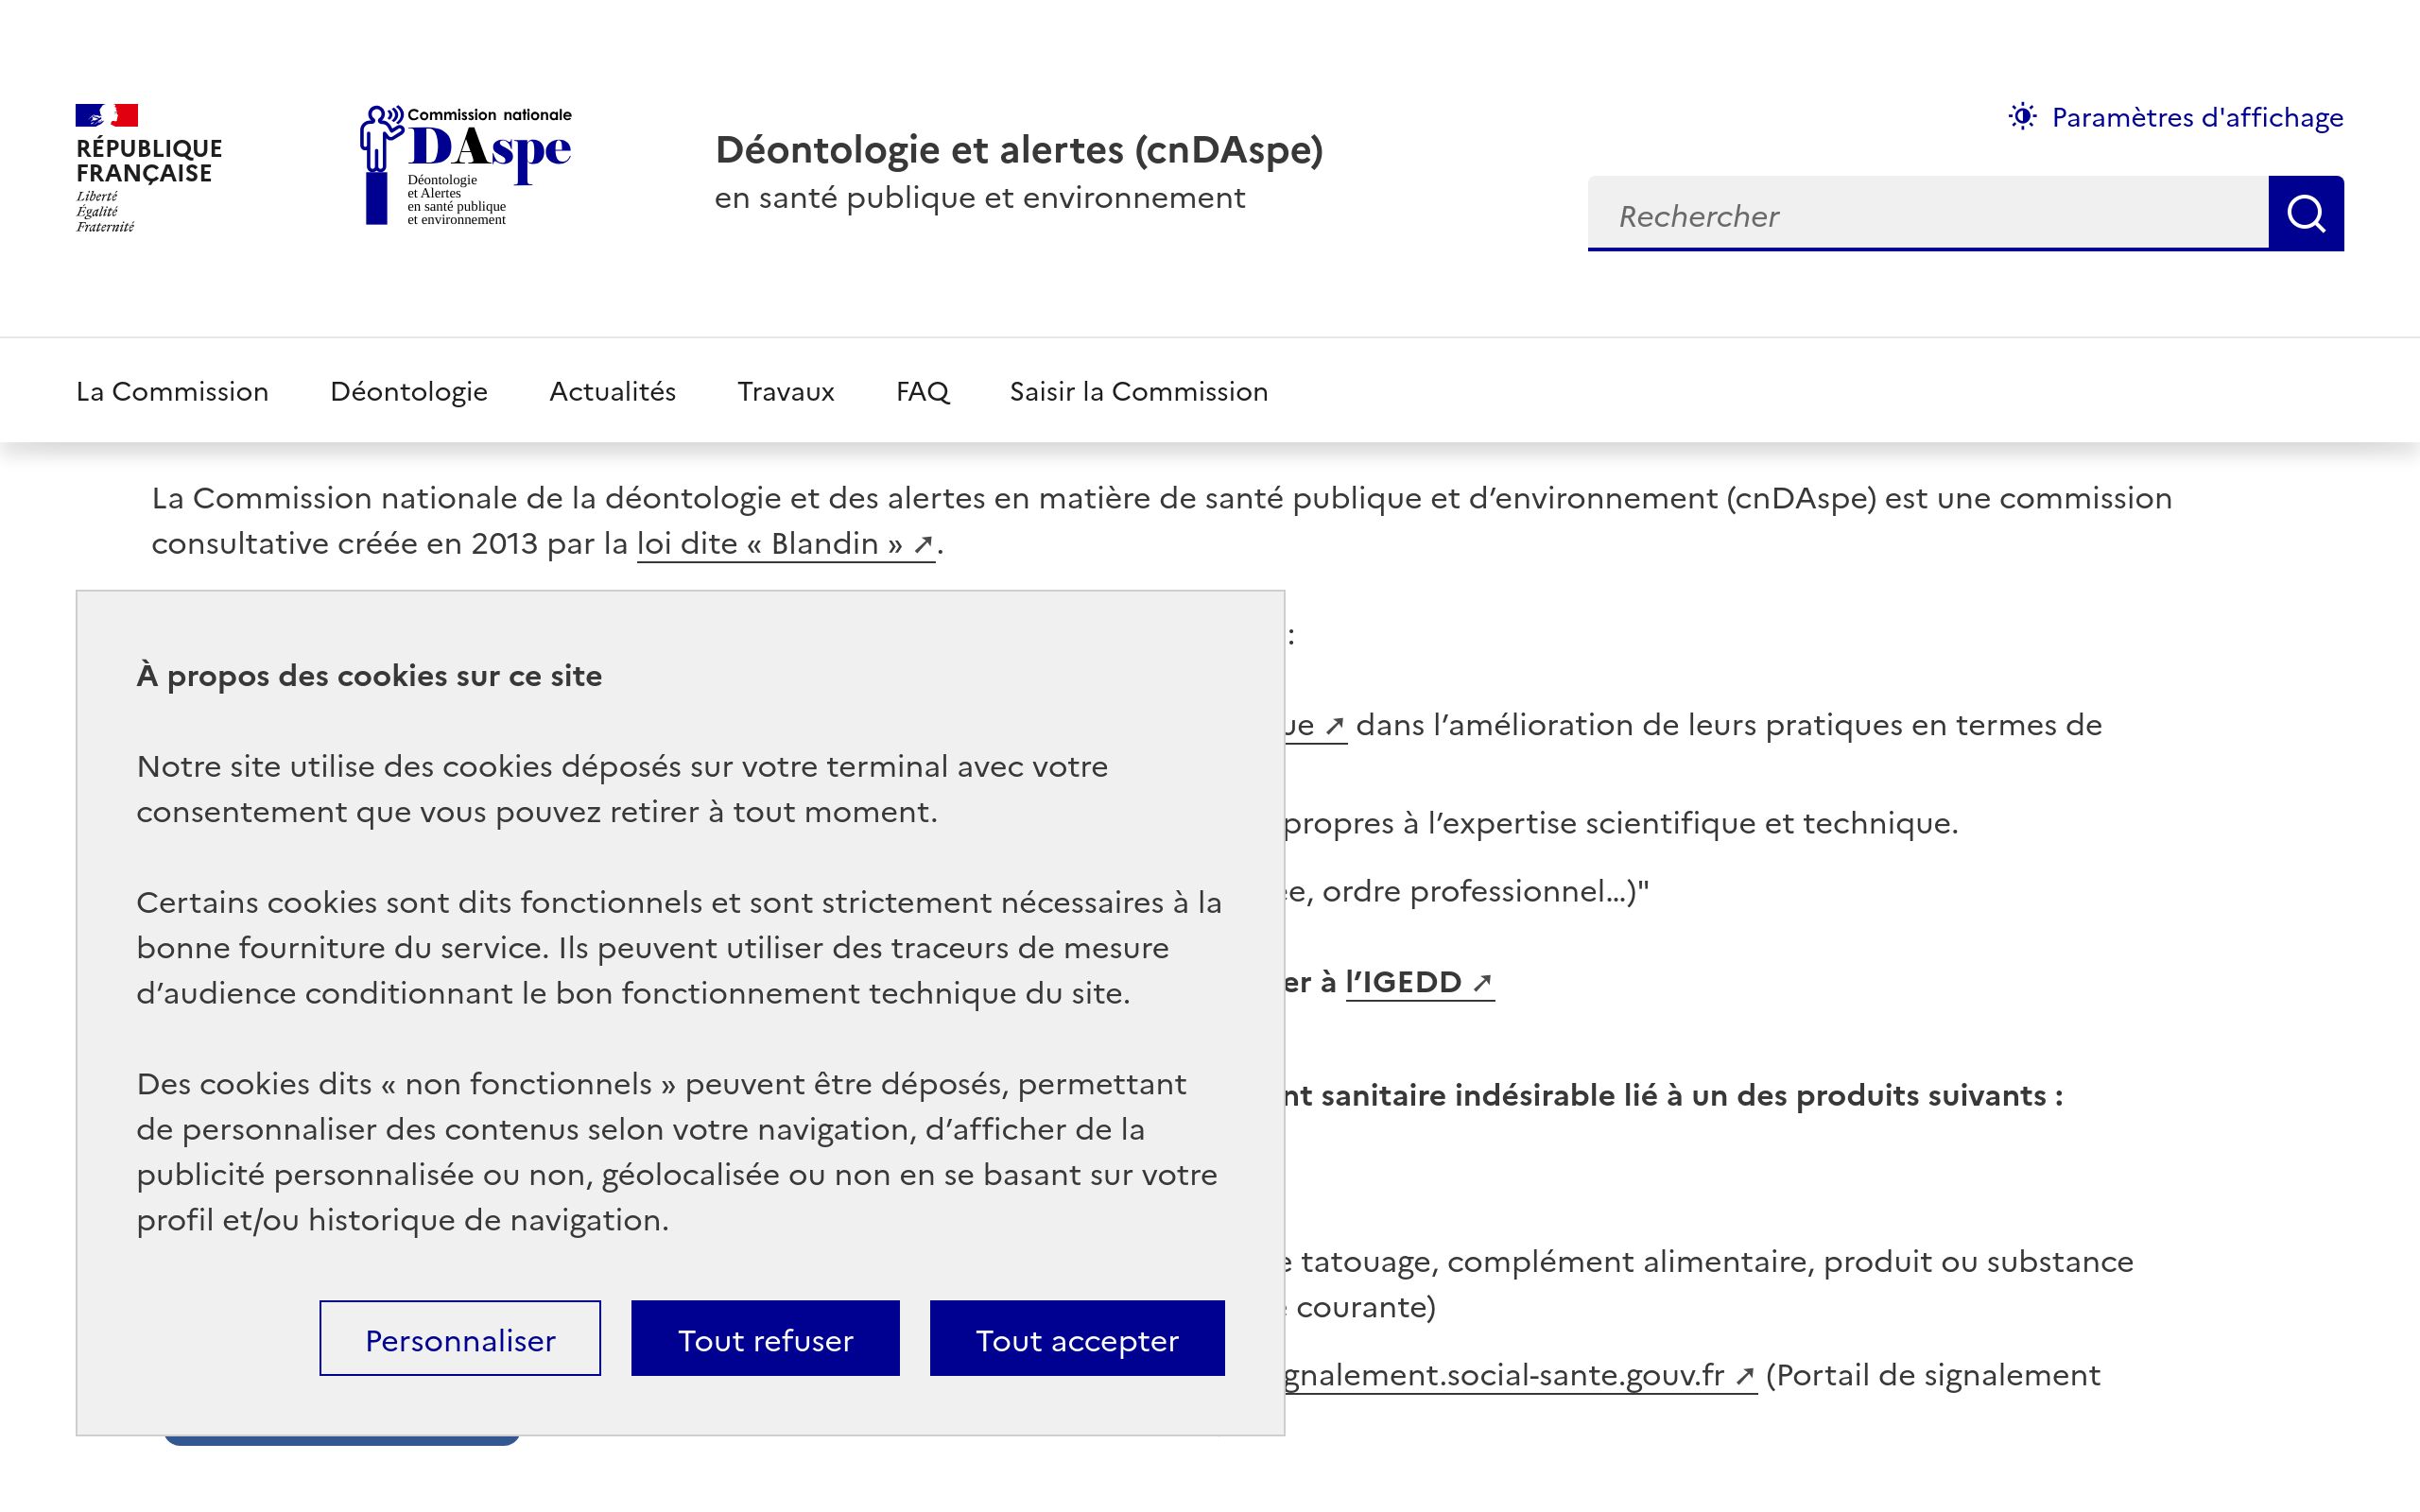 RÉPUBLIQUE
FRANÇAISE
Liberté
Égalité
Fraternité
Commission nationale
DAspe
Déontologie
et Alertes
en santé publique
et environnement
Déontologie et alertes (cnDAspe)
en santé publique et environnement
Paramètres d'affichage
Rechercher
La Commission Déontologie Actualités Travaux FAQ Saisir la Commission
La Commission nationale de la déontologie et des alertes en matière de santé publique et d’environnement (cnDAspe) est une commission
consultative créée en 2013 par la loi dite « Blandin » ↗.
À propos des cookies sur ce site
Notre site utilise des cookies déposés sur votre terminal avec votre
consentement que vous pouvez retirer à tout moment.
Certains cookies sont dits fonctionnels et sont strictement nécessaires à la
bonne fourniture du service. Ils peuvent utiliser des traceurs de mesure
d’audience conditionnant le bon fonctionnement technique du site.
Des cookies dits « non fonctionnels » peuvent être déposés, permettant
de personnaliser des contenus selon votre navigation, d’afficher de la
publicité personnalisée ou non, géolocalisée ou non en se basant sur votre
profil et/ou historique de navigation.
Personnaliser Tout refuser Tout accepter
:
↗ dans l’amélioration de leurs pratiques en termes de
propres à l’expertise scientifique et technique.
ordre professionnel…)"
à l’IGEDD ↗
sanitaire indésirable lié à un des produits suivants :
tatouage, complément alimentaire, produit ou substance
courante)
gnalement.social-sante.gouv.fr ↗ (Portail de signalement